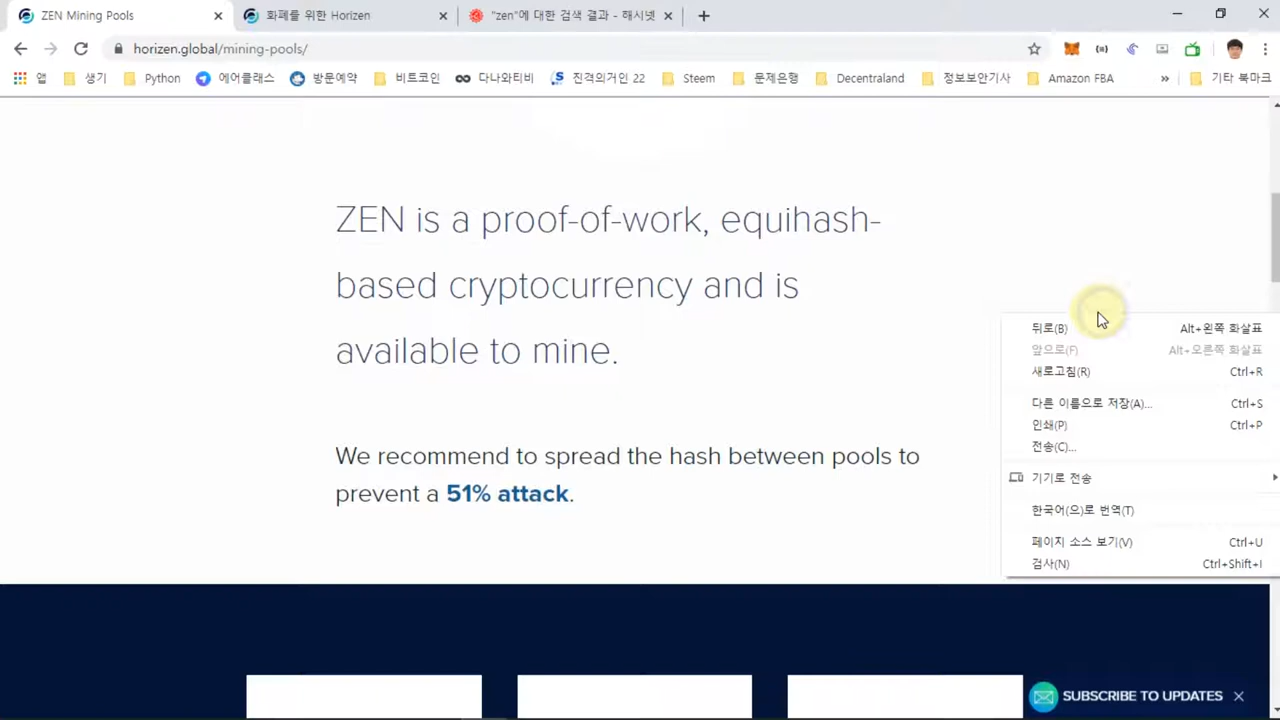 ZEN Mining Pools
화폐를 위한 Horizen
"zen"에 대한 검색 결과 - 해시넷
horizen.global/mining-pools/
앱 생기 Python 에어클래스 방문예약 비트코인 다나와티비 진격의거인 22 Steem 문제은행 Decentraland 정보보안기사 Amazon FBA » 기타 북마크
ZEN is a proof-of-work, equihash-
based cryptocurrency and is
available to mine.
We recommend to spread the hash between pools to
prevent a 51% attack.
뒤로(B) Alt+왼쪽 화살표
앞으로(F) Alt+오른쪽 화살표
새로고침(R) Ctrl+R
다른 이름으로 저장(A)... Ctrl+S
인쇄(P) Ctrl+P
전송(C)...
기기로 전송
한국어(으)로 번역(T)
페이지 소스 보기(V) Ctrl+U
검사(N) Ctrl+Shift+I
SUBSCRIBE TO UPDATES